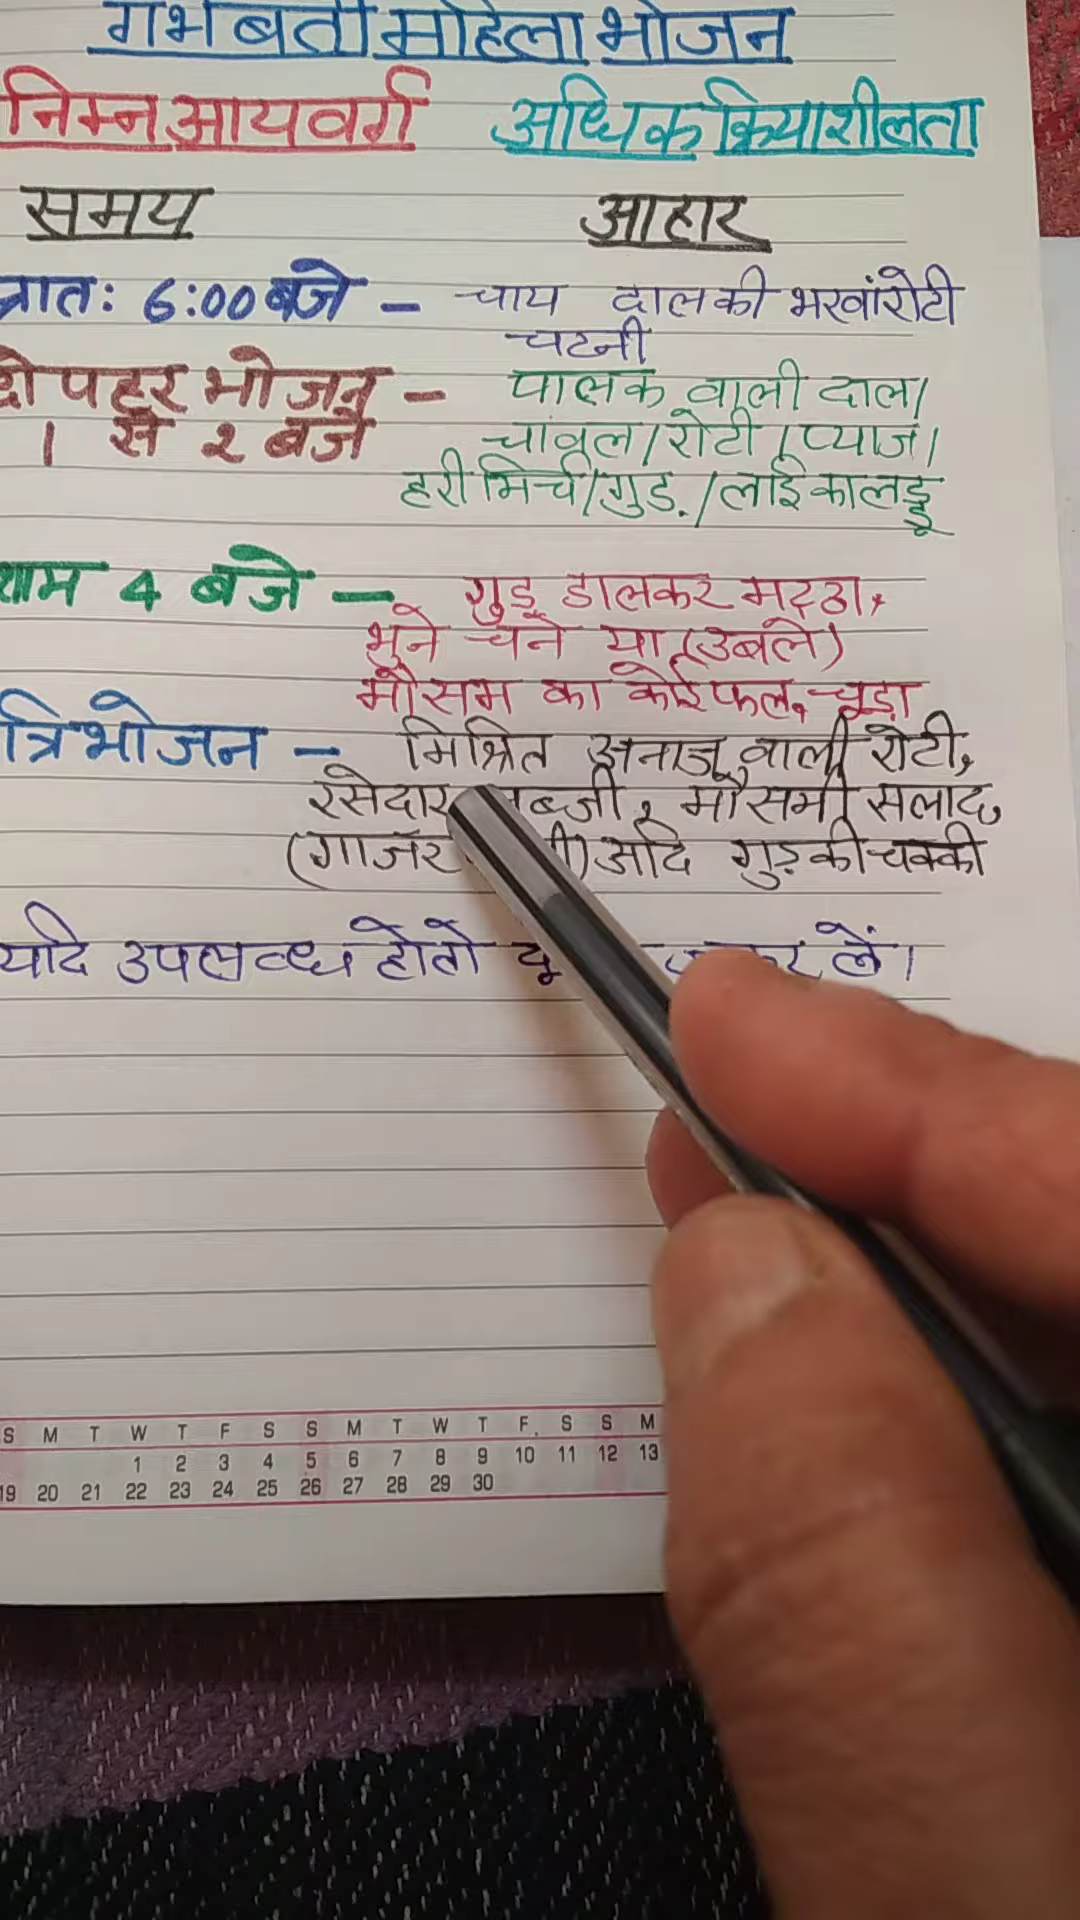 गर्भबती महिला भोजन
निम्न आयवर्ग अधिक क्रियाशीलता
समय आहार
प्रातः 6:00 बजे - चाय दाल की भरवां रोटी
चटनी
दोपहर भोजन - पालक वाली दाल/
1 से 2 बजे चांवल/रोटी/प्याज/
हरी मिर्च/गुड़/लाई का लड्डू
शाम 4 बजे - गुड़ डालकर मट्ठा,
भूने चने या (उबले)
मौसम का कोई फल, चूड़ा
त्रि भोजन - मिश्रित अनाज वाली रोटी,
रसेदार सब्जी, मौसमी सलाद,
(गाजर आदि गुड़ की चक्की
यदि उपलब्ध हो तो लें।
S M T W T F S S M T W T F S S M
1 2 3 4 5 6 7 8 9 10 11 12 13
19 20 21 22 23 24 25 26 27 28 29 30